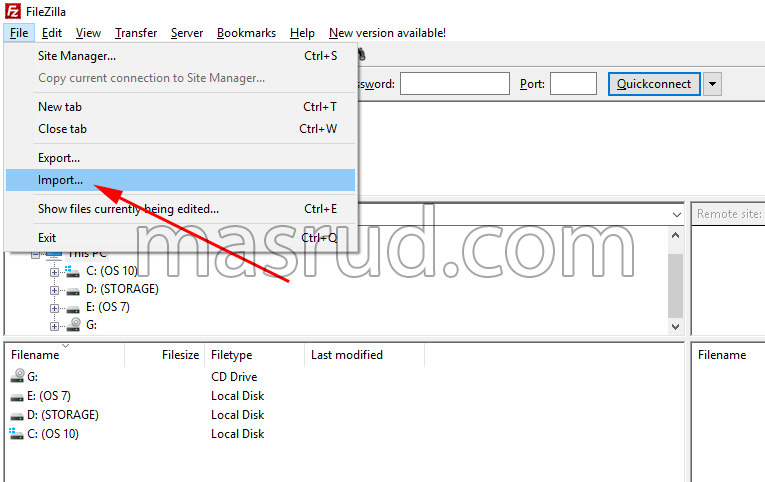 FileZilla
File Edit View Transfer Server Bookmarks Help New version available!
Site Manager... Ctrl+S
Copy current connection to Site Manager...
sword: Port: Quickconnect
New tab Ctrl+T
Close tab Ctrl+W
Export...
Import...
Show files currently being edited... Ctrl+E
Remote site:
Exit Ctrl+Q
masrud.com
This PC
C: (OS 10)
D: (STORAGE)
E: (OS 7)
G:
Filename Filesize Filetype Last modified Filename
G: CD Drive
E: (OS 7) Local Disk
D: (STORAGE) Local Disk
C: (OS 10) Local Disk